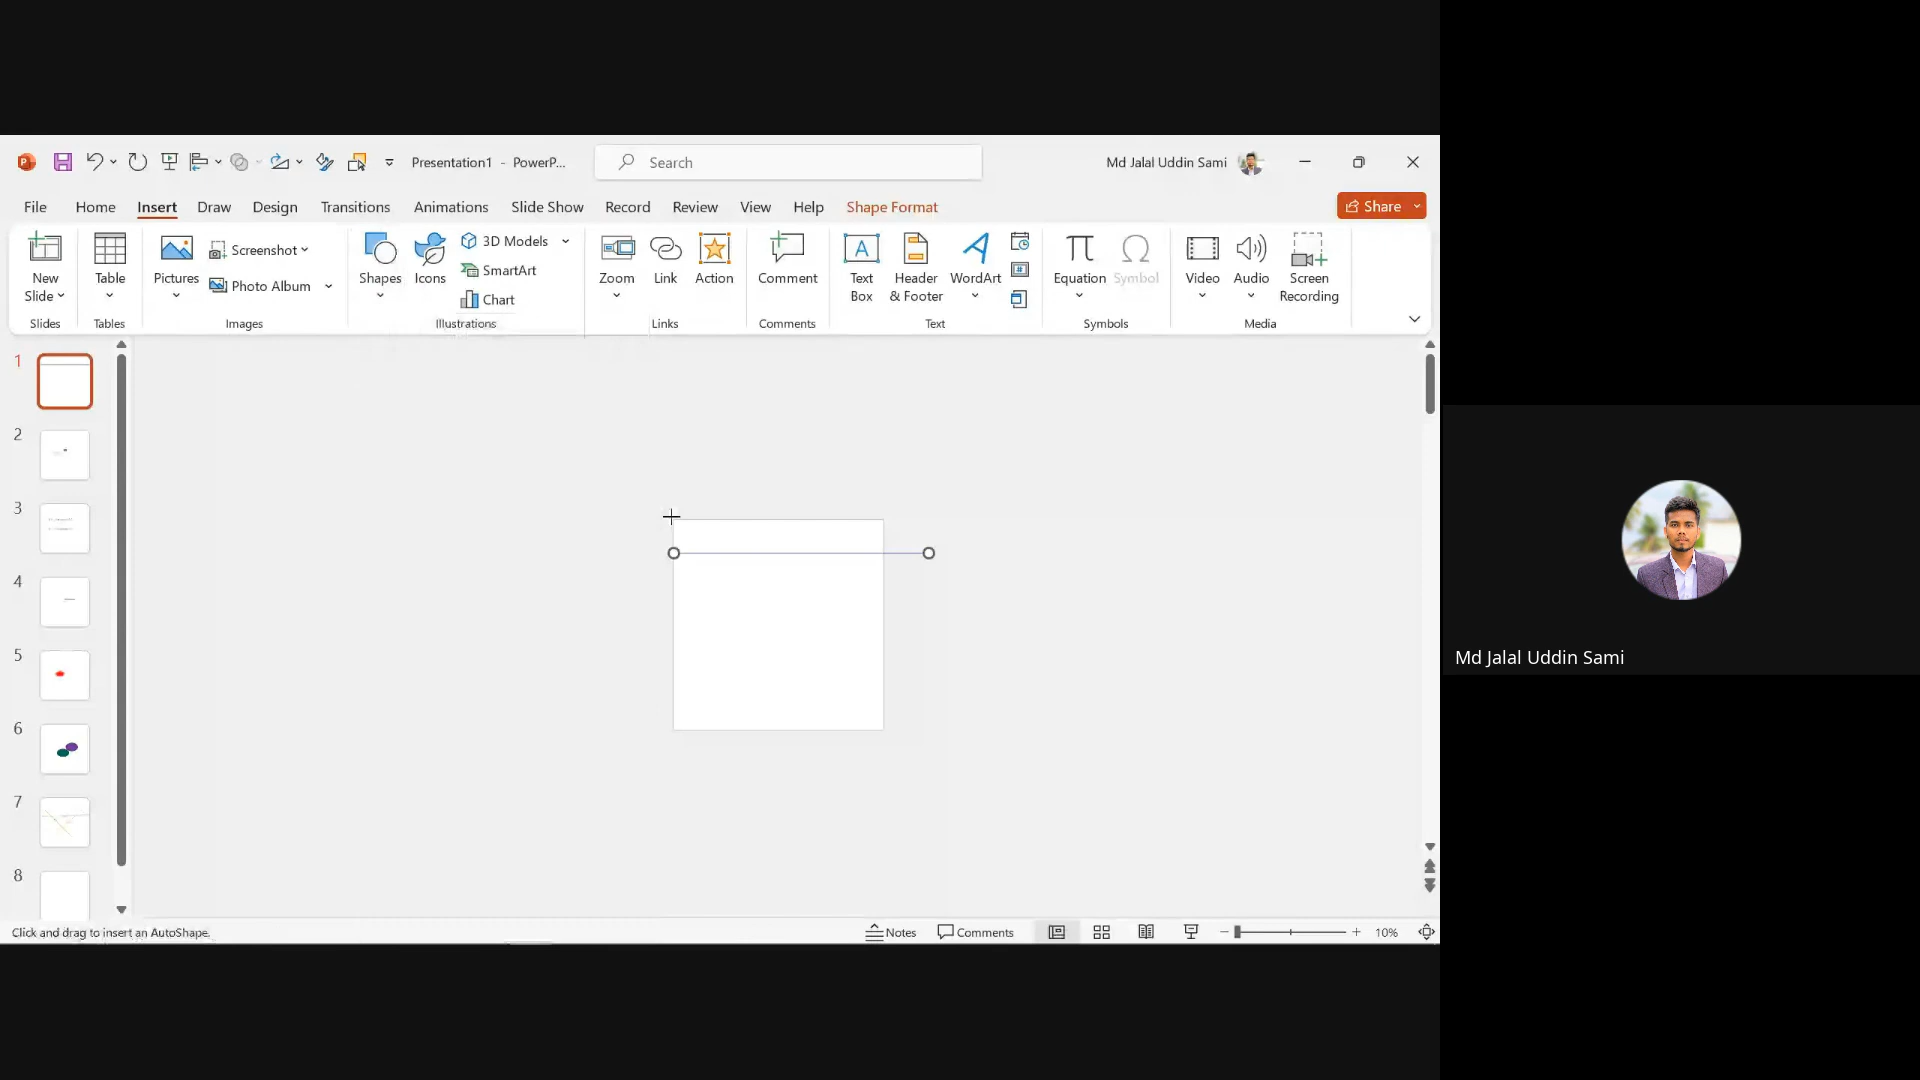 Presentation1 - PowerP...
Search
Md Jalal Uddin Sami
File Home Insert Draw Design Transitions Animations Slide Show Record Review View Help Shape Format Share
New Slide
Table
Pictures
Screenshot
Photo Album
Shapes
Icons
3D Models
SmartArt
Chart
Zoom
Link
Action
Comment
Text Box
Header & Footer
WordArt
Equation
Symbol
Video
Audio
Screen Recording
Slides Tables Images Illustrations Links Comments Text Symbols Media
1
2
3
4
5
6
7
8
Click and drag to insert an AutoShape.
Notes Comments 10%
Md Jalal Uddin Sami